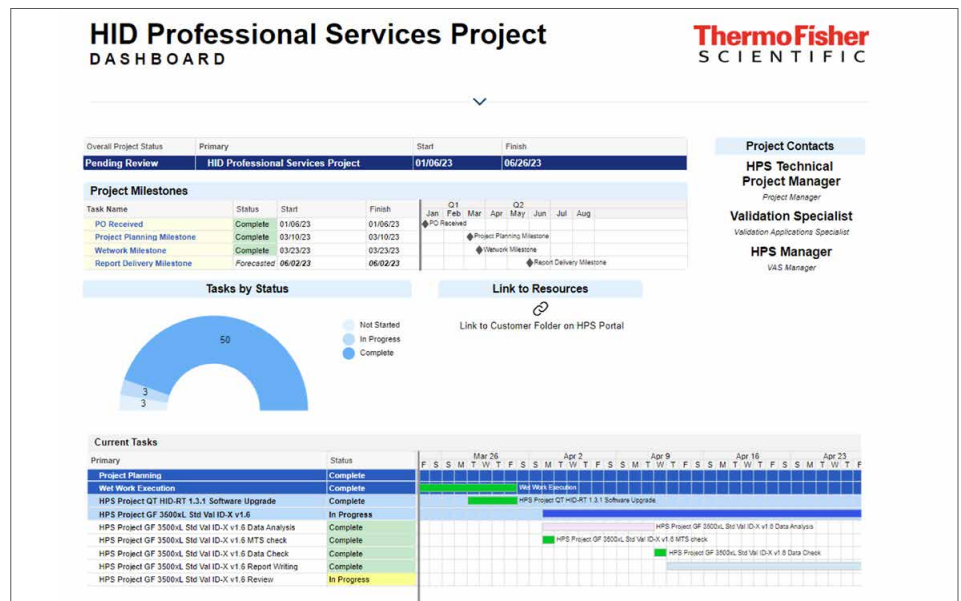 HID Professional Services Project
DASHBOARD
ThermoFisher
SCIENTIFIC
Overall Project Status Primary Start Finish
Pending Review HID Professional Services Project 01/06/23 06/26/23
Project Milestones
Q1 Q2
Task Name Status Start Finish Jan Feb Mar Apr May Jun Jul Aug
PO Received Complete 01/06/23 01/06/23 PO Received
Project Planning Milestone Complete 03/10/23 03/10/23 Project Planning Milestone
Wetwork Milestone Complete 03/23/23 03/23/23 Wetwork Milestone
Report Delivery Milestone Forecasted 06/02/23 06/02/23 Report Delivery Milestone
Project Contacts
HPS Technical
Project Manager
Project Manager
Validation Specialist
Validation Applications Specialist
HPS Manager
VAS Manager
Tasks by Status
50
3
3
Not Started
In Progress
Complete
Link to Resources
Link to Customer Folder on HPS Portal
Current Tasks
Mar 26 Apr 2 Apr 9 Apr 16 Apr 23
Primary Status F S S M T W T F S S M T W T F S S M T W T F S S M T W T F S S M T W T F
Project Planning Complete
Wet Work Execution Complete Wet Work Execution
HPS Project QT HID-RT 1.3.1 Software Upgrade Complete HPS Project QT HID-RT 1.3.1 Software Upgrade
HPS Project GF 3500xL Std Val ID-X v1.6 In Progress
HPS Project GF 3500xL Std Val ID-X v1.6 Data Analysis Complete HPS Project GF 3500xL Std Val ID-X v1.6 Data Analysis
HPS Project GF 3500xL Std Val ID-X v1.6 MTS check Complete HPS Project GF 3500xL Std Val ID-X v1.6 MTS check
HPS Project GF 3500xL Std Val ID-X v1.6 Data Check Complete HPS Project GF 3500xL Std Val ID-X v1.6 Data Check
HPS Project GF 3500xL Std Val ID-X v1.6 Report Writing Complete
HPS Project GF 3500xL Std Val ID-X v1.6 Review In Progress